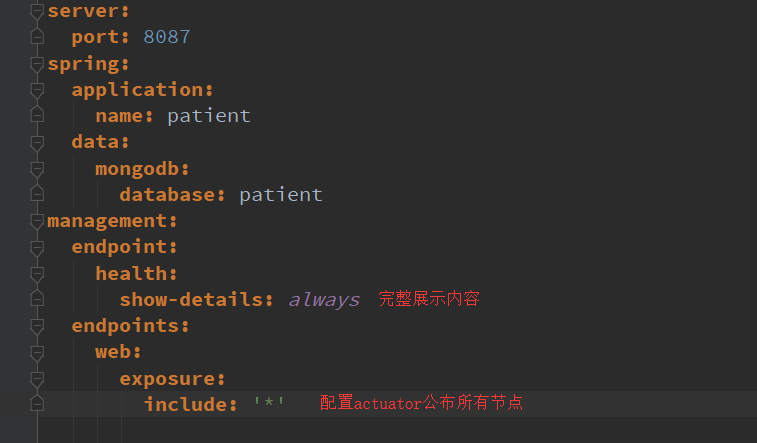 server:
port: 8087
spring:
application:
name: patient
data:
mongodb:
database: patient
management:
endpoint:
health:
show-details: always 完整展示内容
endpoints:
web:
exposure:
include: '*' 配置actuator公布所有节点